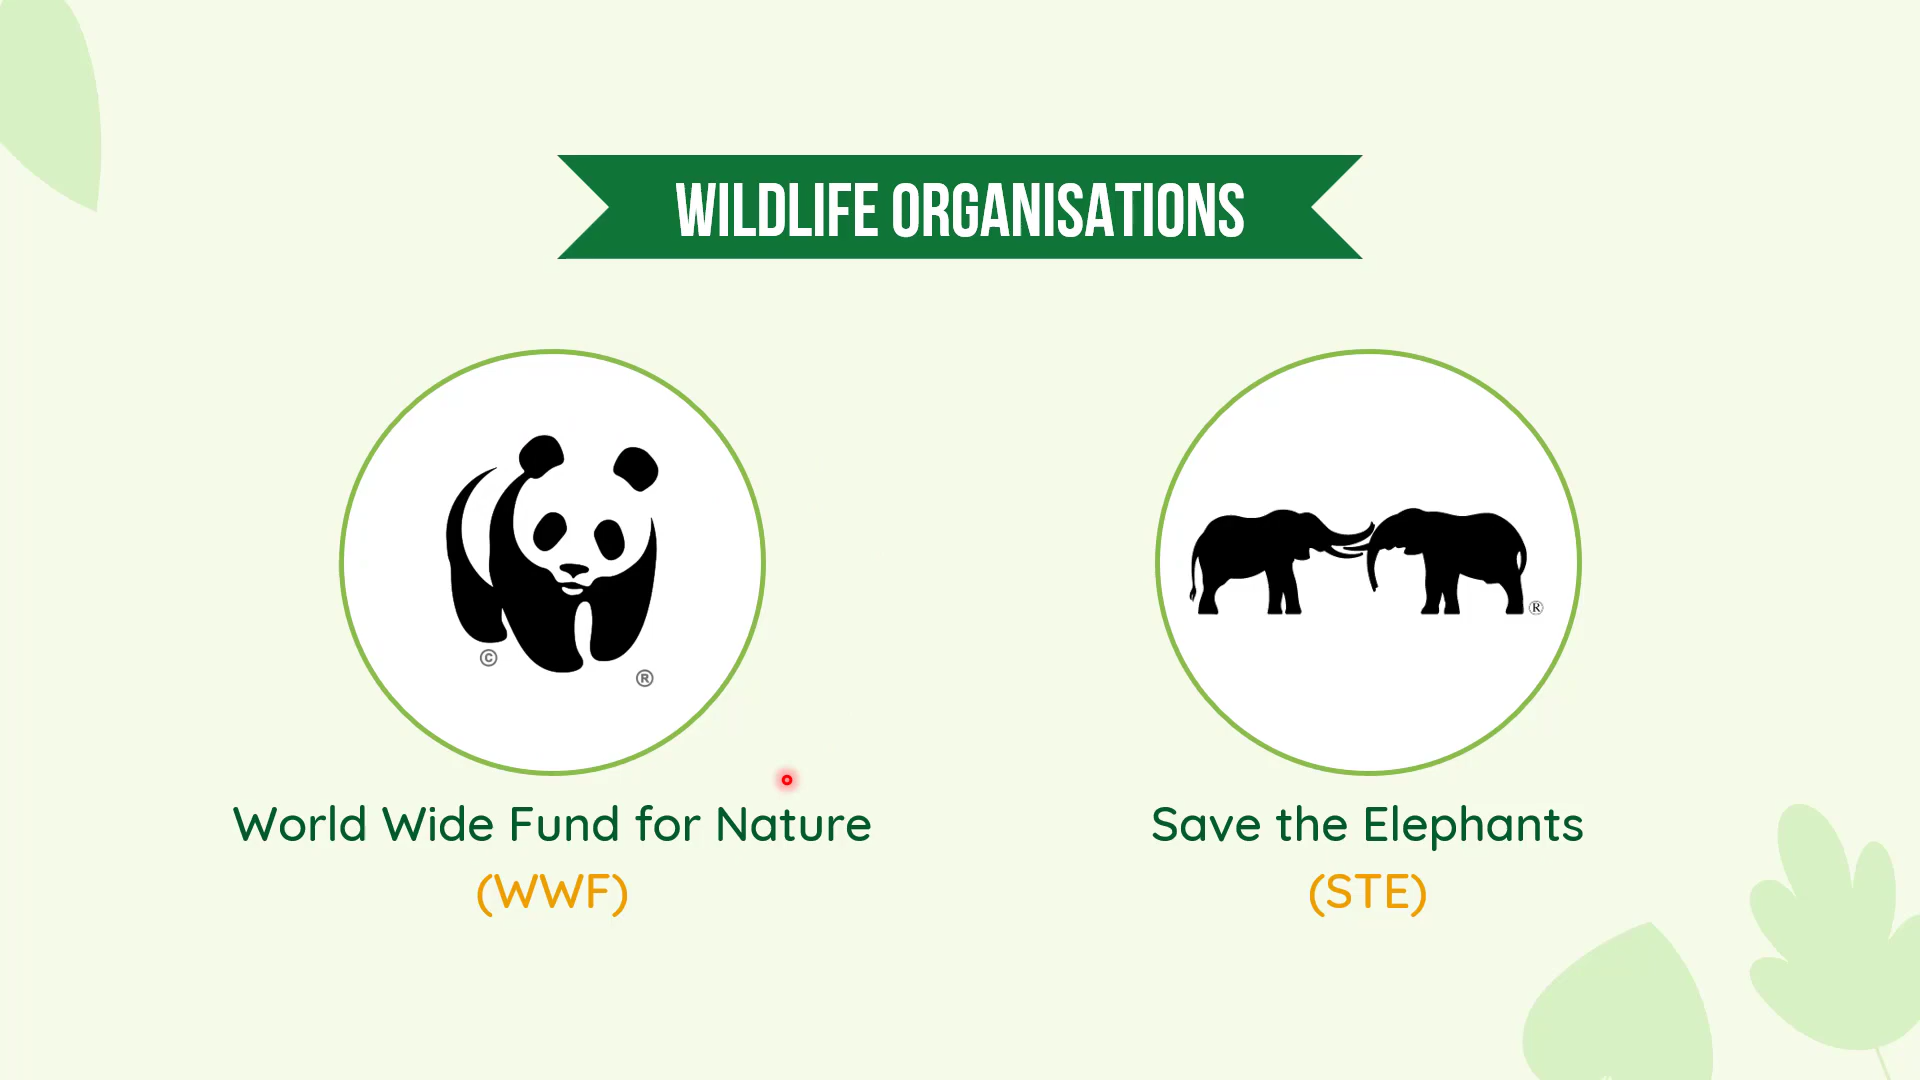 WILDLIFE ORGANISATIONS
©
®
®
World Wide Fund for Nature
(WWF)
Save the Elephants
(STE)